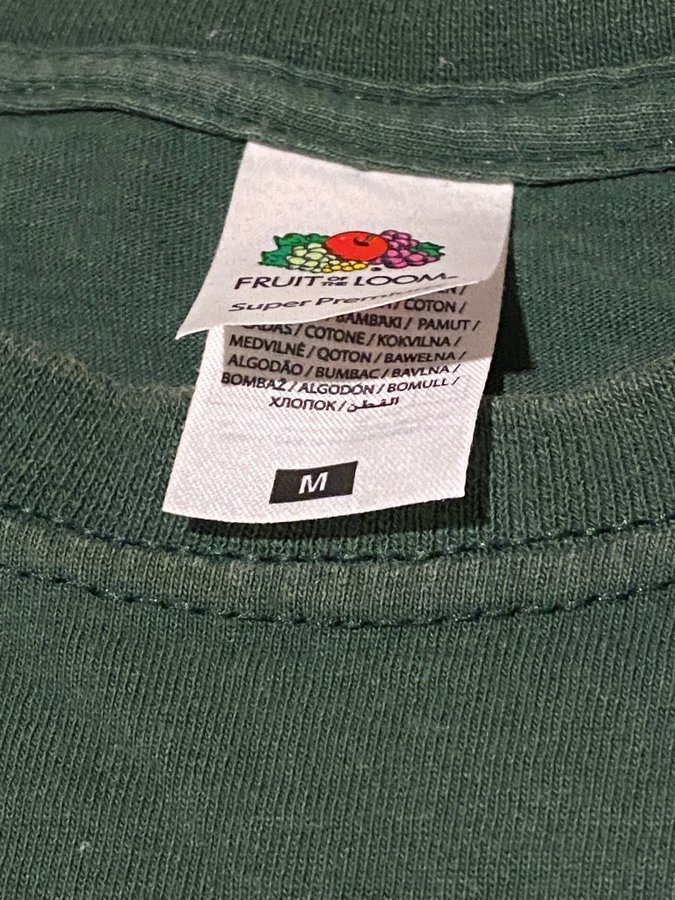 FRUIT OF THE LOOM
Super
COTON /
BAMBAKI / PAMUT /
/ COTONE / KOKVILNA /
MEDVILNĖ / QOTON / BAWEŁNA /
ALGODÃO / BUMBAC / BAVLNA /
BOMBAŽ / ALGODÓN / BOMULL /
ХЛОПОК / القطن
M